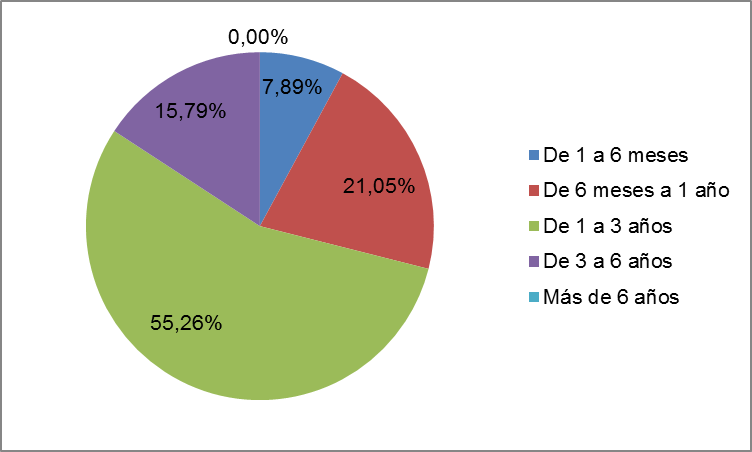 0,00%
7,89%
15,79%
21,05%
55,26%
De 1 a 6 meses
De 6 meses a 1 año
De 1 a 3 años
De 3 a 6 años
Más de 6 años